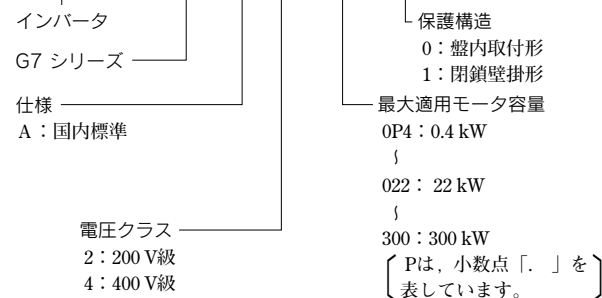 インバータ
G7 シリーズ
仕様
A：国内標準
電圧クラス
2：200 V級
4：400 V級
保護構造
0：盤内取付形
1：閉鎖壁掛形
最大適用モータ容量
0P4：0.4 kW
〜
022： 22 kW
〜
300：300 kW
Pは，小数点「．」を
表しています。